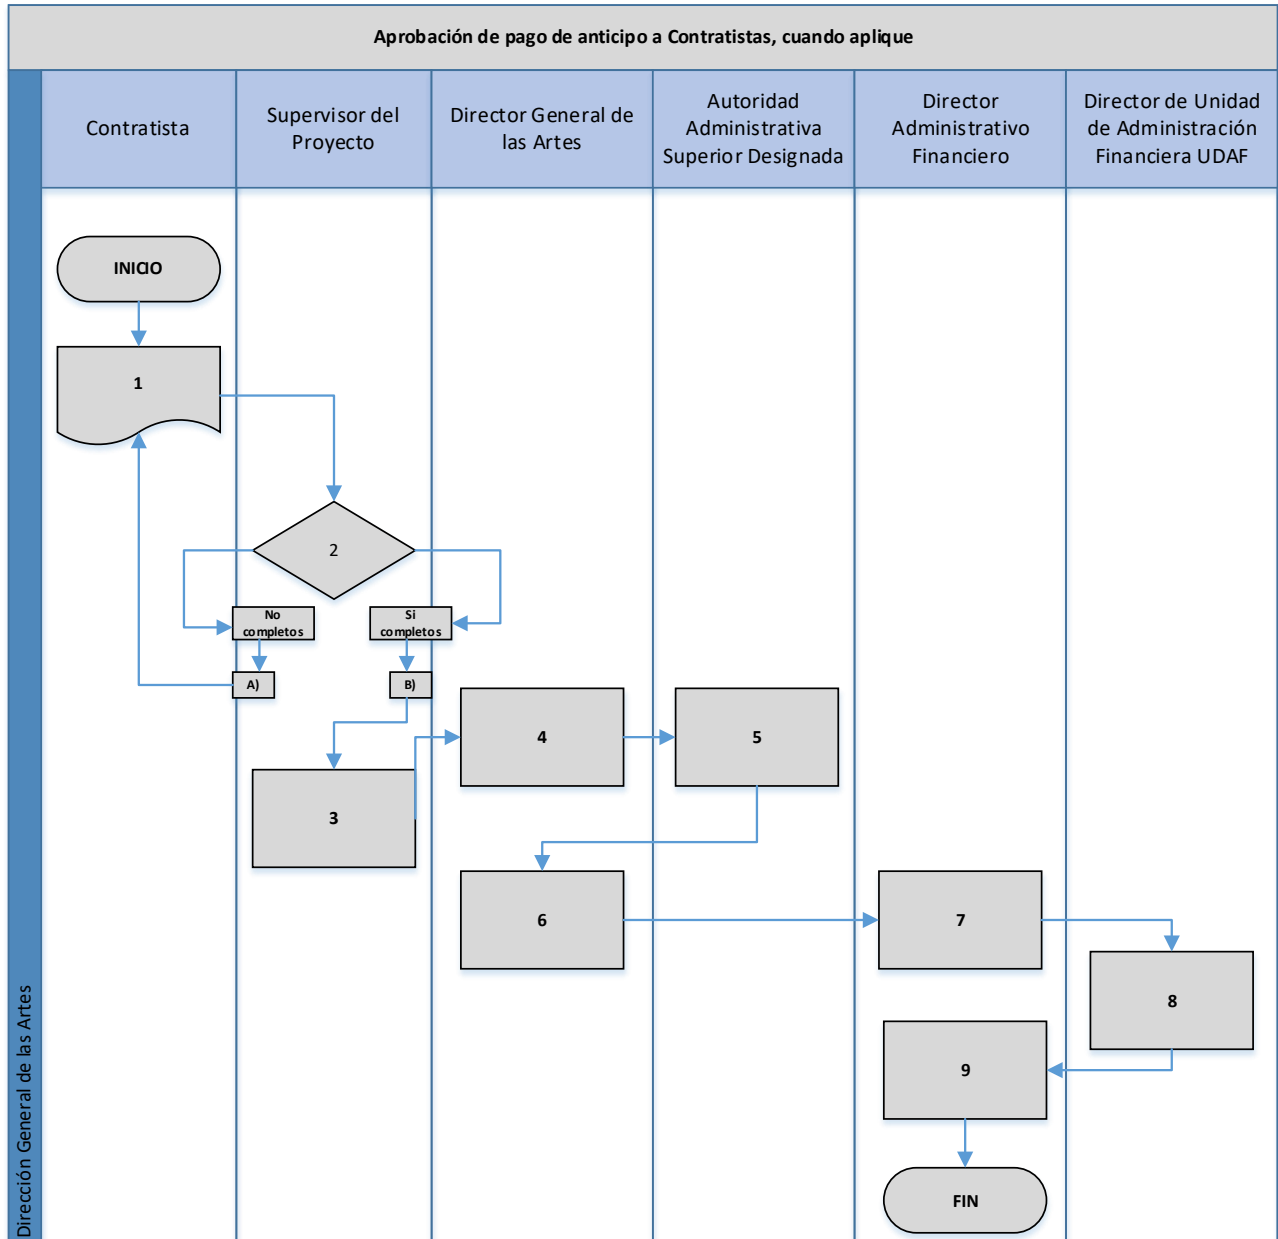 Aprobación de pago de anticipo a Contratistas, cuando aplique
Contratista
Supervisor del
Proyecto
Director General de
las Artes
Autoridad
Administrativa
Superior Designada
Director
Administrativo
Financiero
Director de Unidad
de Administración
Financiera UDAF
Dirección General de las Artes
INICIO
1
2
No
completos
Si
completos
A)
B)
3
4
5
6
7
8
9
FIN